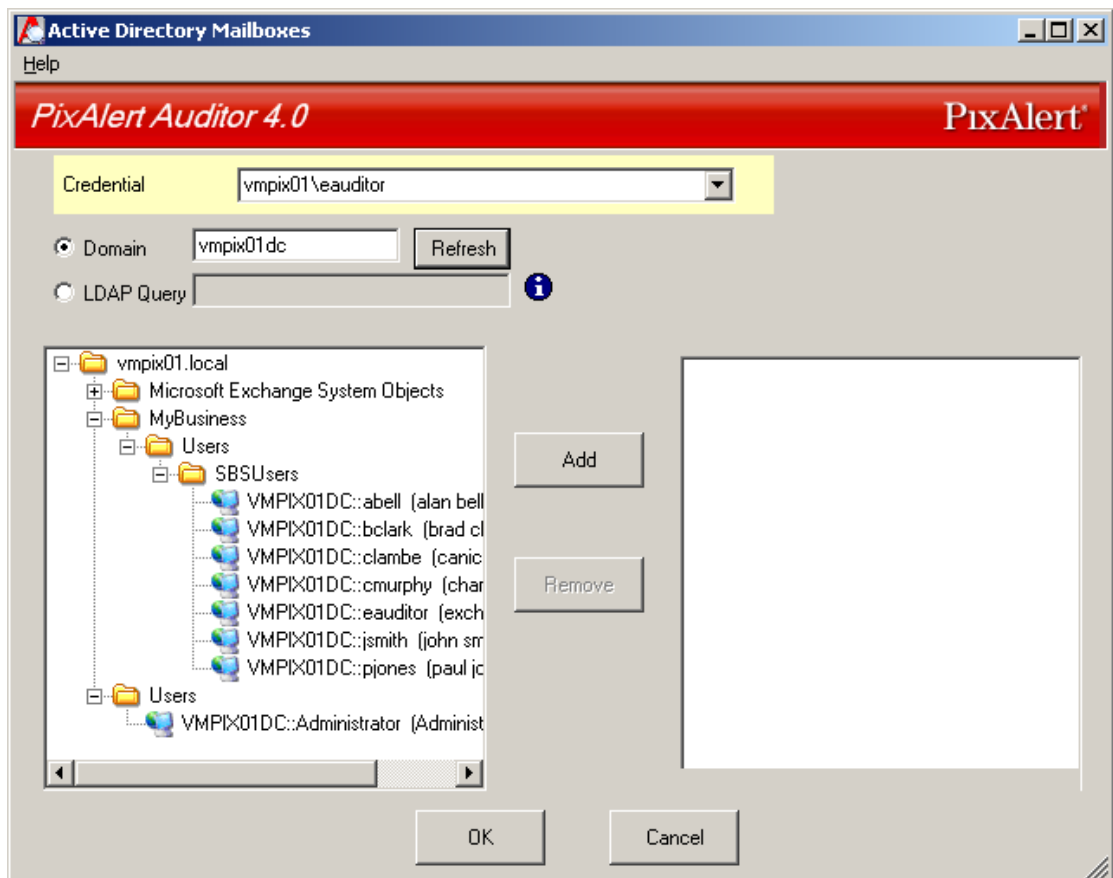 Active Directory Mailboxes
Help
PixAlert Auditor 4.0
PixAlert
Credential vmpix01\eauditor
Domain vmpix01dc Refresh
LDAP Query
vmpix01.local
Microsoft Exchange System Objects
MyBusiness
Users
SBSUsers
VMPIX01DC::abell (alan bell
VMPIX01DC::bclark (brad cl
VMPIX01DC::clambe (canic
VMPIX01DC::cmurphy (char
VMPIX01DC::eauditor (exch
VMPIX01DC::jsmith (john sm
VMPIX01DC::pjones (paul jo
Users
VMPIX01DC::Administrator (Administ
Add
Remove
OK Cancel